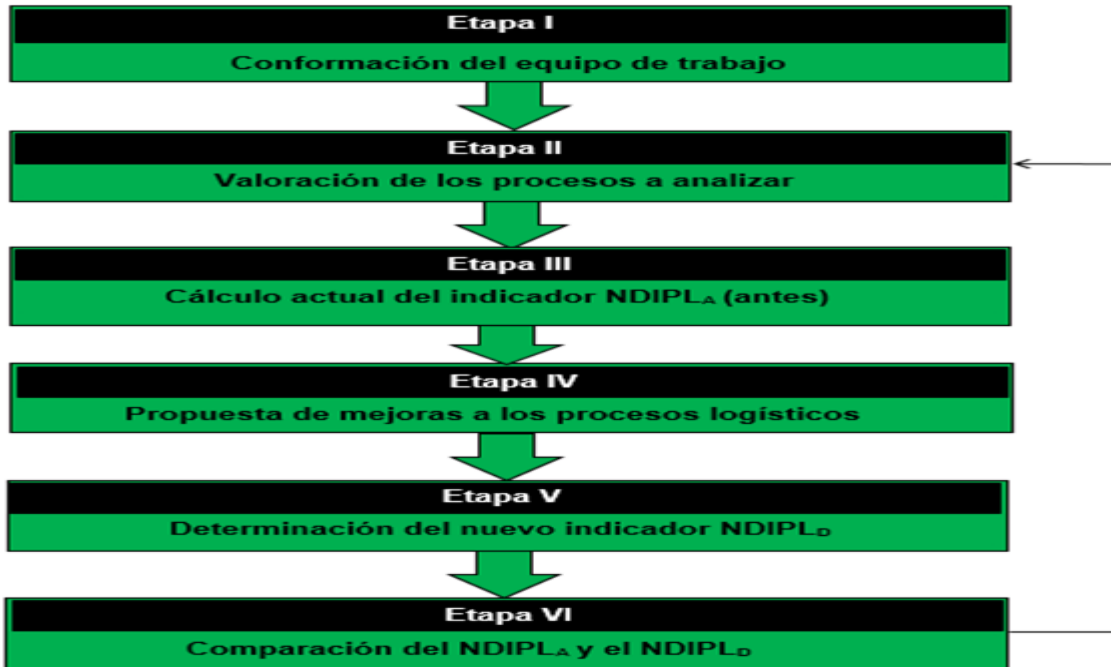 Etapa I
Conformación del equipo de trabajo
Etapa II
Valoración de los procesos a analizar
Etapa III
Cálculo actual del indicador NDIPLA (antes)
Etapa IV
Propuesta de mejoras a los procesos logísticos
Etapa V
Determinación del nuevo indicador NDIPLD
Etapa VI
Comparación del NDIPLA y el NDIPLD